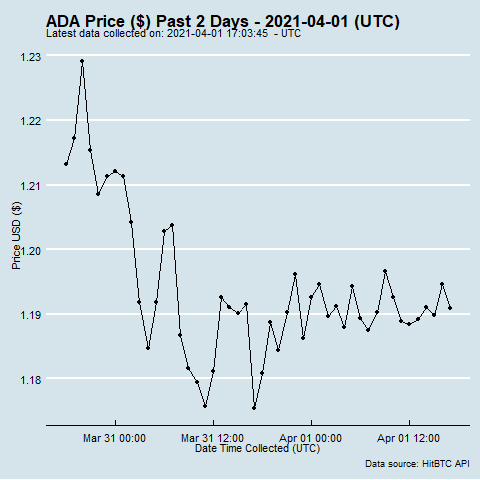 ADA Price ($) Past 2 Days - 2021-04-01 (UTC)
Latest data collected on: 2021-04-01 17:03:45 - UTC
1.23
1.22
1.21
1.20
1.19
1.18
Price USD ($)
Mar 31 00:00 Mar 31 12:00 Apr 01 00:00 Apr 01 12:00
Date Time Collected (UTC)
Data source: HitBTC API